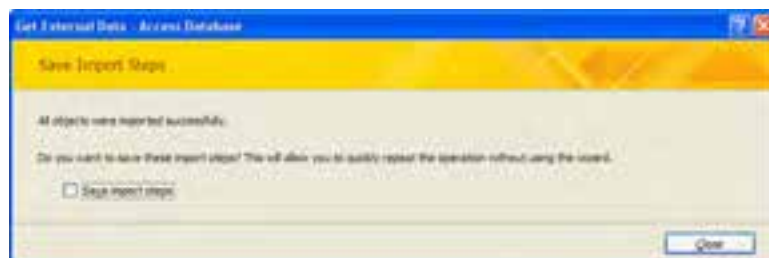 Get External Data - Access Database
Save Import Steps
All objects were imported successfully.
Do you want to save these import steps? This will allow you to quickly repeat the operation without using the wizard.
Save import steps
Close